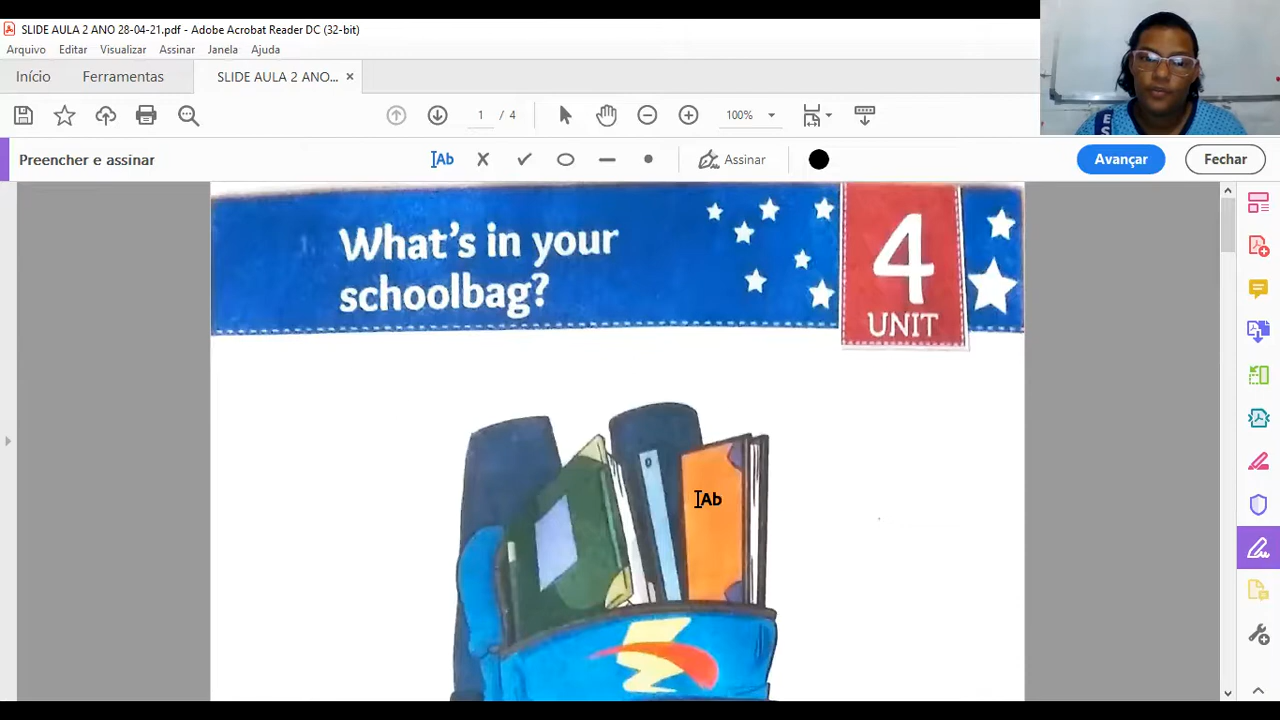 SLIDE AULA 2 ANO 28-04-21.pdf - Adobe Acrobat Reader DC (32-bit)
Arquivo Editar Visualizar Assinar Janela Ajuda
Início Ferramentas SLIDE AULA 2 ANO... ×
1 / 4 100%
Preencher e assinar Ab Assinar Avançar Fechar
What's in your
schoolbag?
4
UNIT
0
Ab
E
S